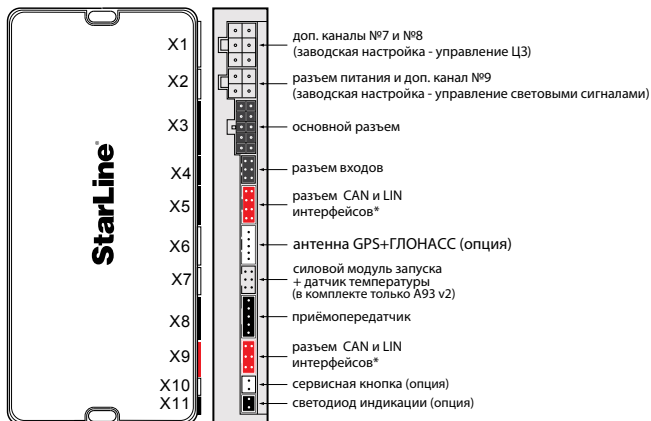 StarLine
X1
X2
X3
X4
X5
X6
X7
X8
X9
X10
X11
доп. каналы №7 и №8
(заводская настройка - управление ЦЗ)
разъем питания и доп. канал №9
(заводская настройка - управление световыми сигналами)
основной разъем
разъем входов
разъем CAN и LIN
интерфейсов*
антенна GPS+ГЛОНАСС (опция)
силовой модуль запуска
+ датчик температуры
(в комплекте только A93 v2)
приёмопередатчик
разъем CAN и LIN
интерфейсов*
сервисная кнопка (опция)
светодиод индикации (опция)